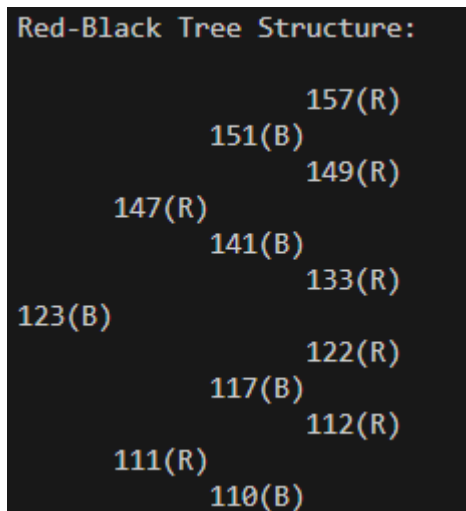 Red-Black Tree Structure:
157(R)
151(B)
149(R)
147(R)
141(B)
133(R)
123(B)
122(R)
117(B)
112(R)
111(R)
110(B)